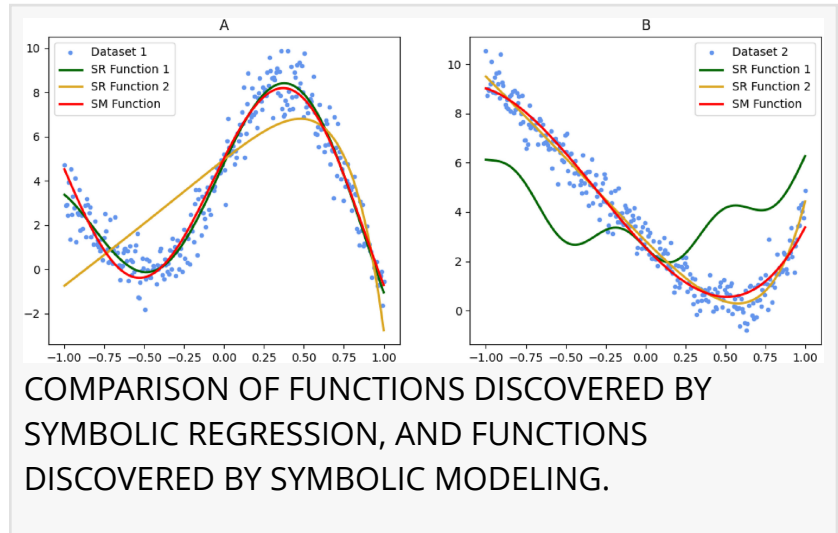 A
Dataset 1
SR Function 1
SR Function 2
SM Function
10
8
6
4
2
0
−2
−1.00 −0.75 −0.50 −0.25 0.00 0.25 0.50 0.75 1.00
B
Dataset 2
SR Function 1
SR Function 2
SM Function
10
8
6
4
2
0
−1.00 −0.75 −0.50 −0.25 0.00 0.25 0.50 0.75 1.00
COMPARISON OF FUNCTIONS DISCOVERED BY
SYMBOLIC REGRESSION, AND FUNCTIONS
DISCOVERED BY SYMBOLIC MODELING.